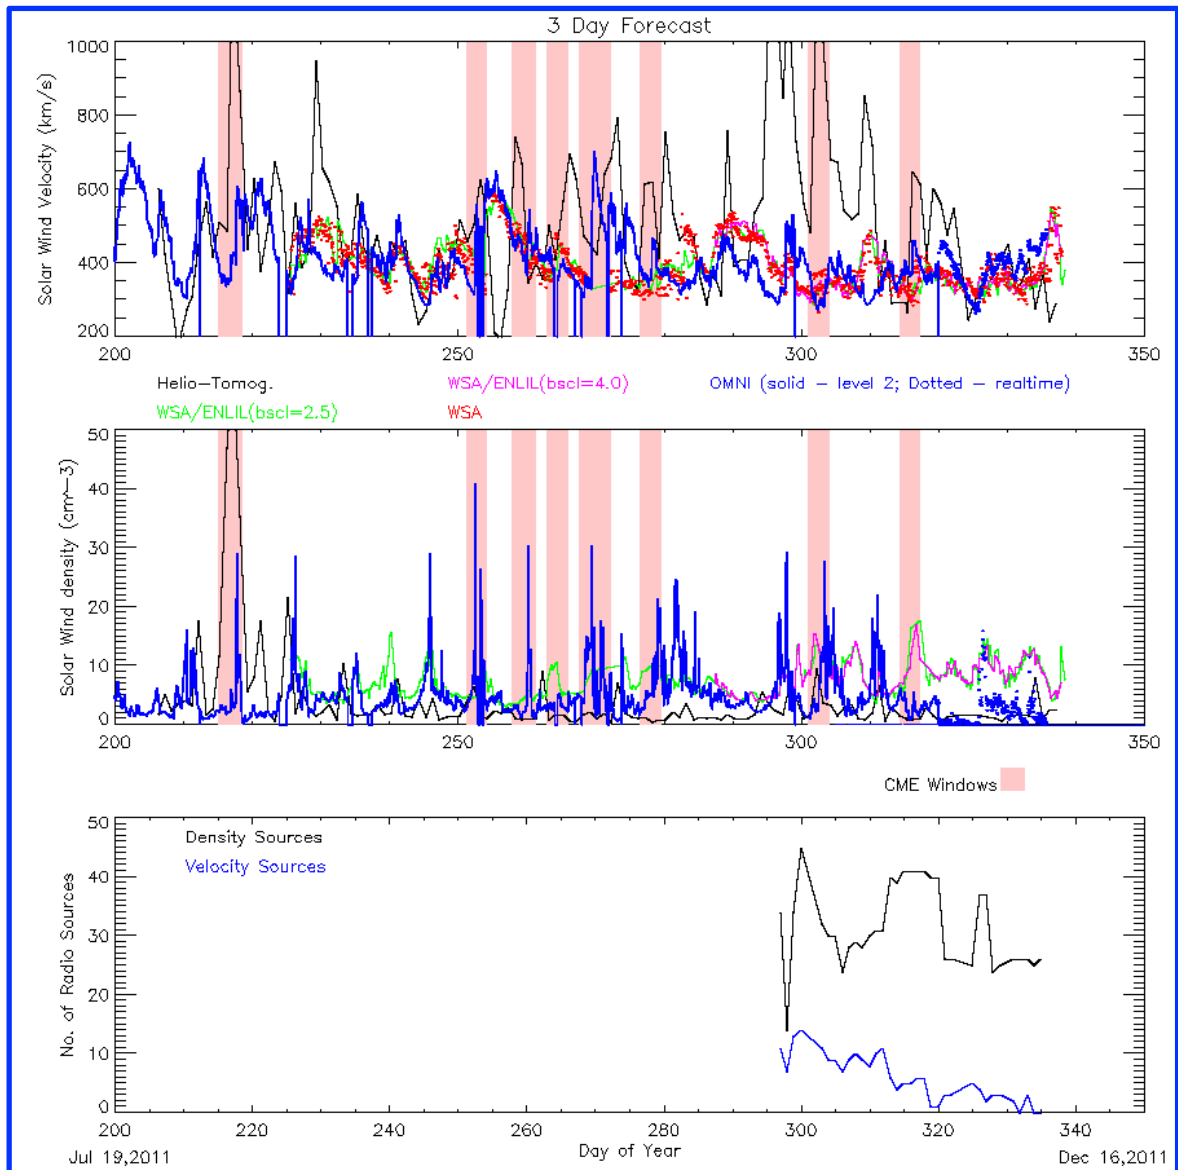 3 Day Forecast
1000
800
600
400
200
Solar Wind Velocity (km/s)
200 250 300 350
Helio-Tomog. WSA/ENLIL(bscl=4.0) OMNI (solid - level 2; Dotted - realtime)
WSA/ENLIL(bscl=2.5) WSA
50
40
30
20
10
0
Solar Wind density (cm^-3)
200 250 300 350
CME Windows
50
40
30
20
10
0
No. of Radio Sources
Density Sources
Velocity Sources
200 220 240 260 280 300 320 340
Day of Year
Jul 19,2011 Dec 16,2011